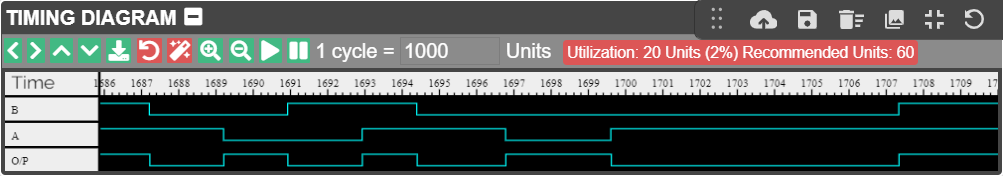 TIMING DIAGRAM
1 cycle = 1000 Units Utilization: 20 Units (2%) Recommended Units: 60
Time 1686 1687 1688 1689 1690 1691 1692 1693 1694 1695 1696 1697 1698 1699 1700 1701 1702 1703 1704 1705 1706 1707 1708 1709
B
A
O/P